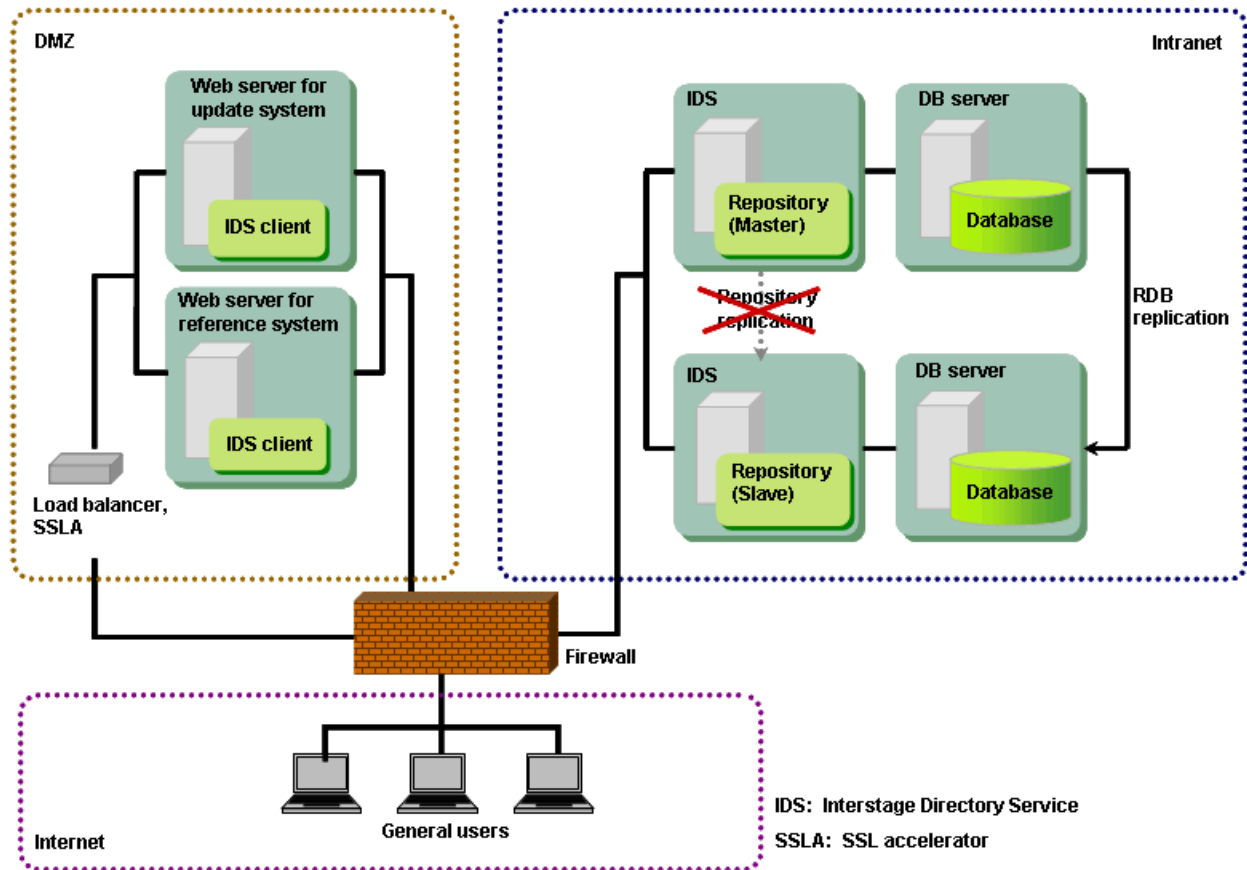 DMZ
Web server for
update system
IDS client
Web server for
reference system
IDS client
Load balancer,
SSLA
Intranet
IDS
Repository
(Master)
DB server
Database
Repository
replication
RDB
replication
IDS
Repository
(Slave)
DB server
Database
Firewall
General users
Internet
IDS: Interstage Directory Service
SSLA: SSL accelerator